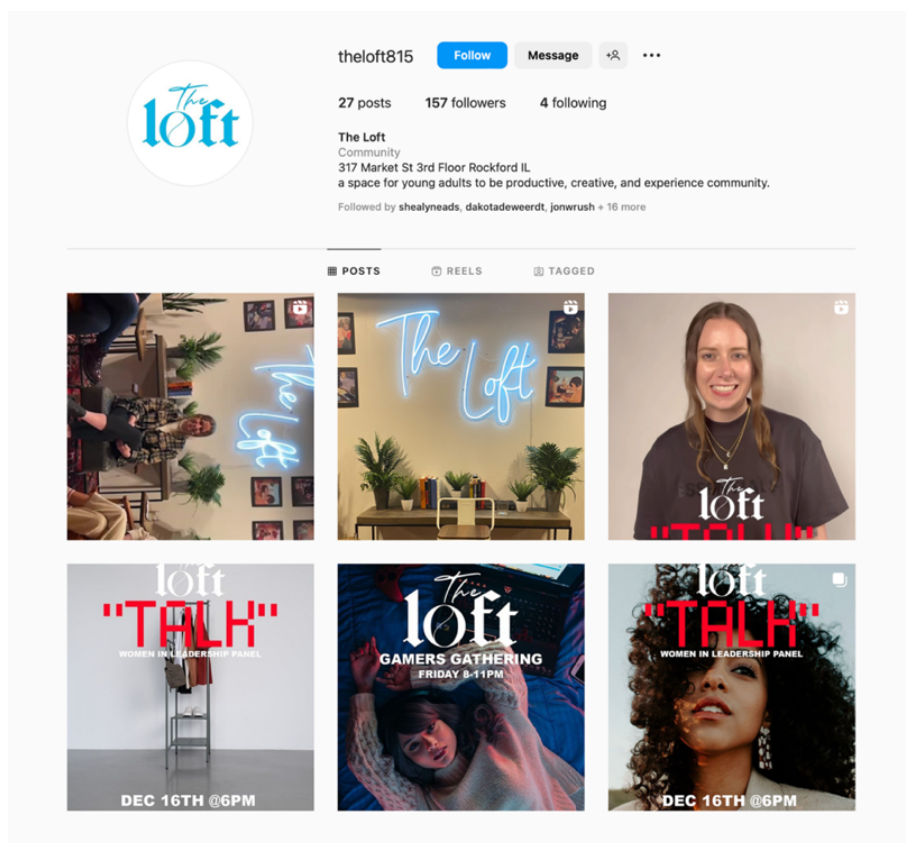 theloft815 Follow Message
The
loft
27 posts 157 followers 4 following
The Loft
Community
317 Market St 3rd Floor Rockford IL
a space for young adults to be productive, creative, and experience community.
Followed by shealyneads, dakotadeweerdt, jonwrush + 16 more
POSTS REELS TAGGED
The Loft
The Loft
The
loft
"TALK"
loft
"TALK"
WOMEN IN LEADERSHIP PANEL
DEC 16TH @6PM
The
loft
GAMERS GATHERING
FRIDAY 8-11PM
loft
"TALK"
WOMEN IN LEADERSHIP PANEL
DEC 16TH @6PM